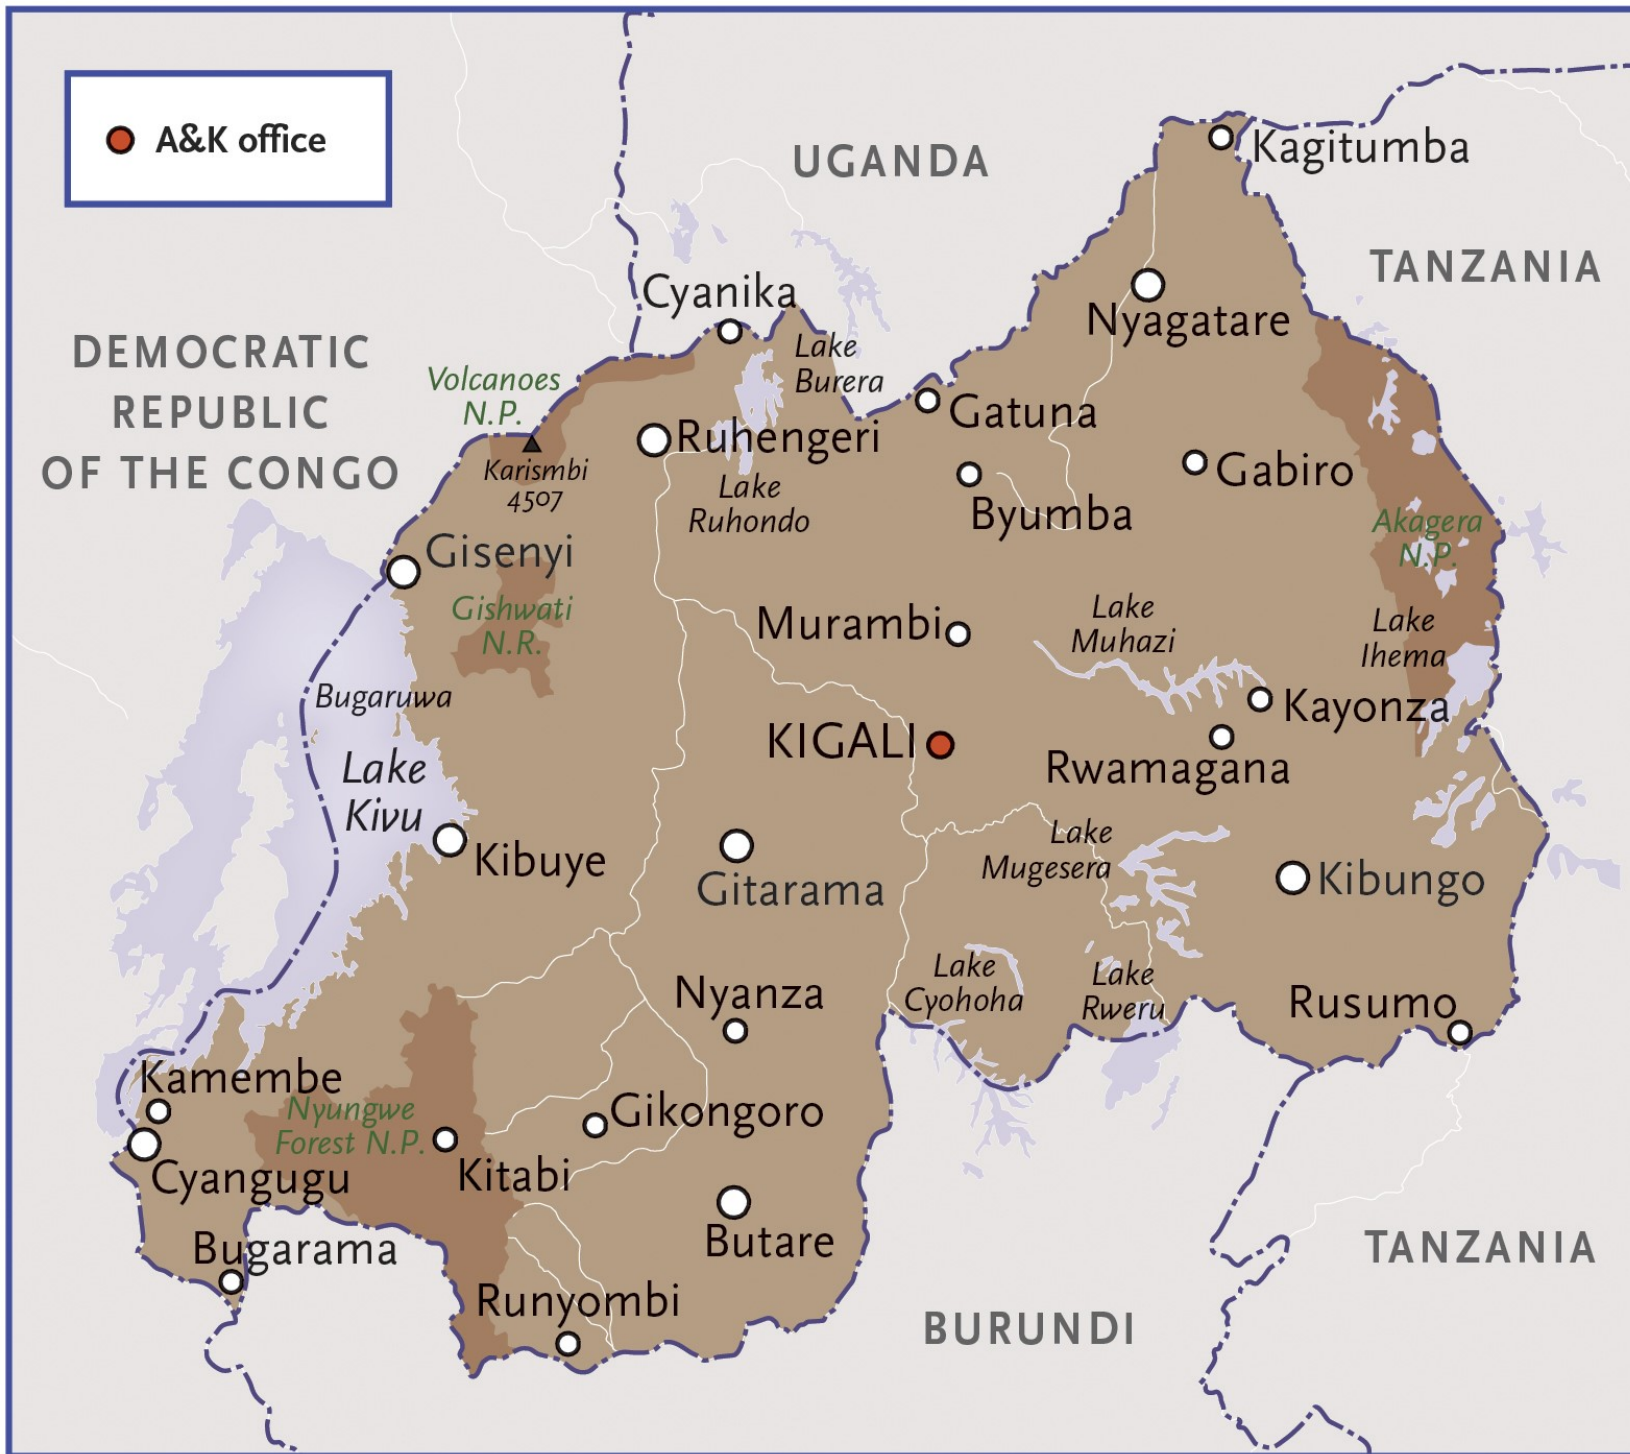 A&K office
UGANDA
Kagitumba
TANZANIA
Cyanika
Nyagatare
DEMOCRATIC
REPUBLIC
OF THE CONGO
Volcanoes
N.P.
Lake
Burera
Gatuna
Ruhengeri
Karismbi
4507
Lake
Ruhondo
Byumba
Gabiro
Akagera
N.P.
Gisenyi
Gishwati
N.R.
Murambi
Lake
Muhazi
Lake
Ihema
Bugaruwa
Kayonza
KIGALI
Rwamagana
Lake
Kivu
Kibuye
Gitarama
Lake
Mugesera
Kibungo
Nyanza
Lake
Cyohoha
Lake
Rweru
Rusumo
Kamembe
Nyungwe
Forest N.P.
Gikongoro
Cyangugu
Kitabi
Butare
Bugarama
TANZANIA
Runyombi
BURUNDI